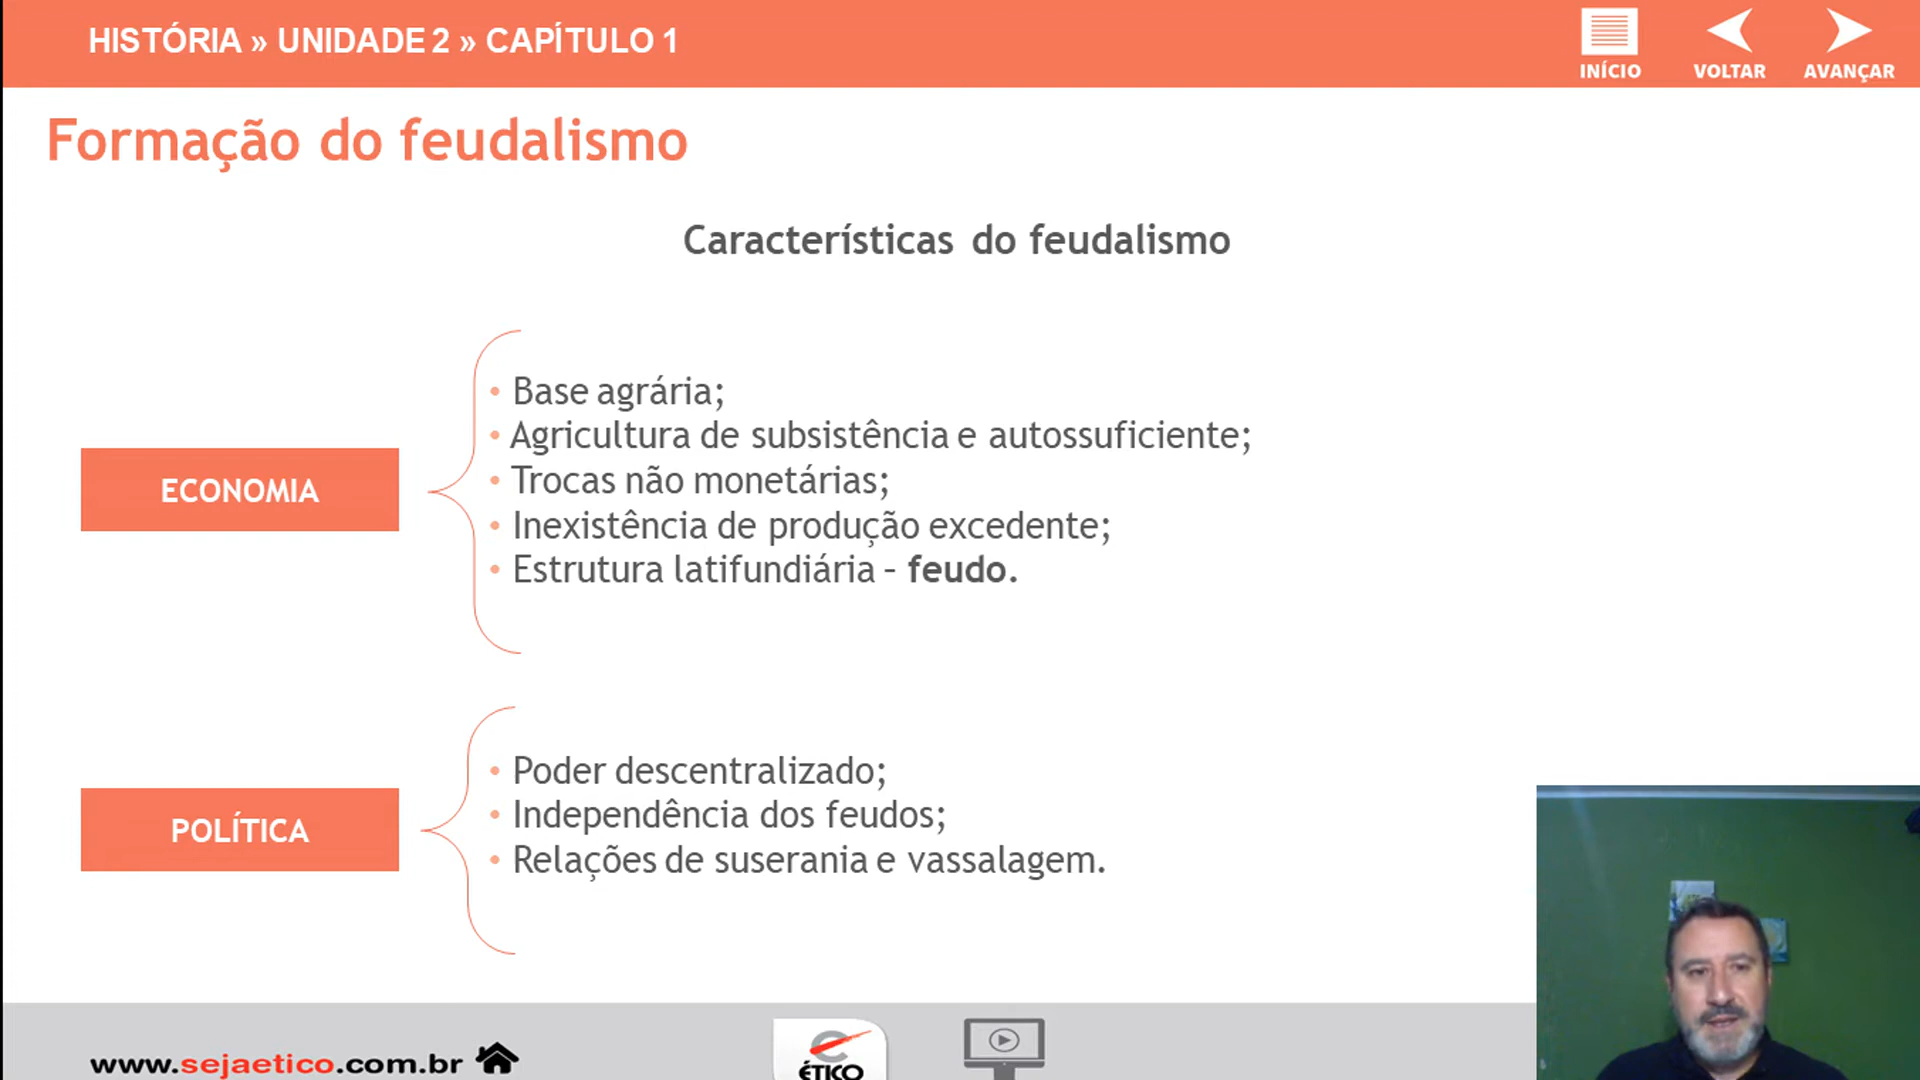 HISTÓRIA » UNIDADE 2 » CAPÍTULO 1
INÍCIO
VOLTAR
AVANÇAR
Formação do feudalismo
Características do feudalismo
ECONOMIA
• Base agrária;
• Agricultura de subsistência e autossuficiente;
• Trocas não monetárias;
• Inexistência de produção excedente;
• Estrutura latifundiária – feudo.
POLÍTICA
• Poder descentralizado;
• Independência dos feudos;
• Relações de suserania e vassalagem.
www.sejaetico.com.br
e
ÉTICO